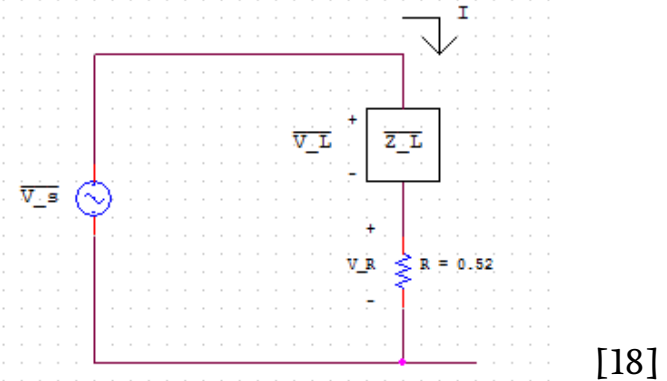 I
+
V_L
Z_L
-
V_s
+
V_R
R = 0.52
-
[18]